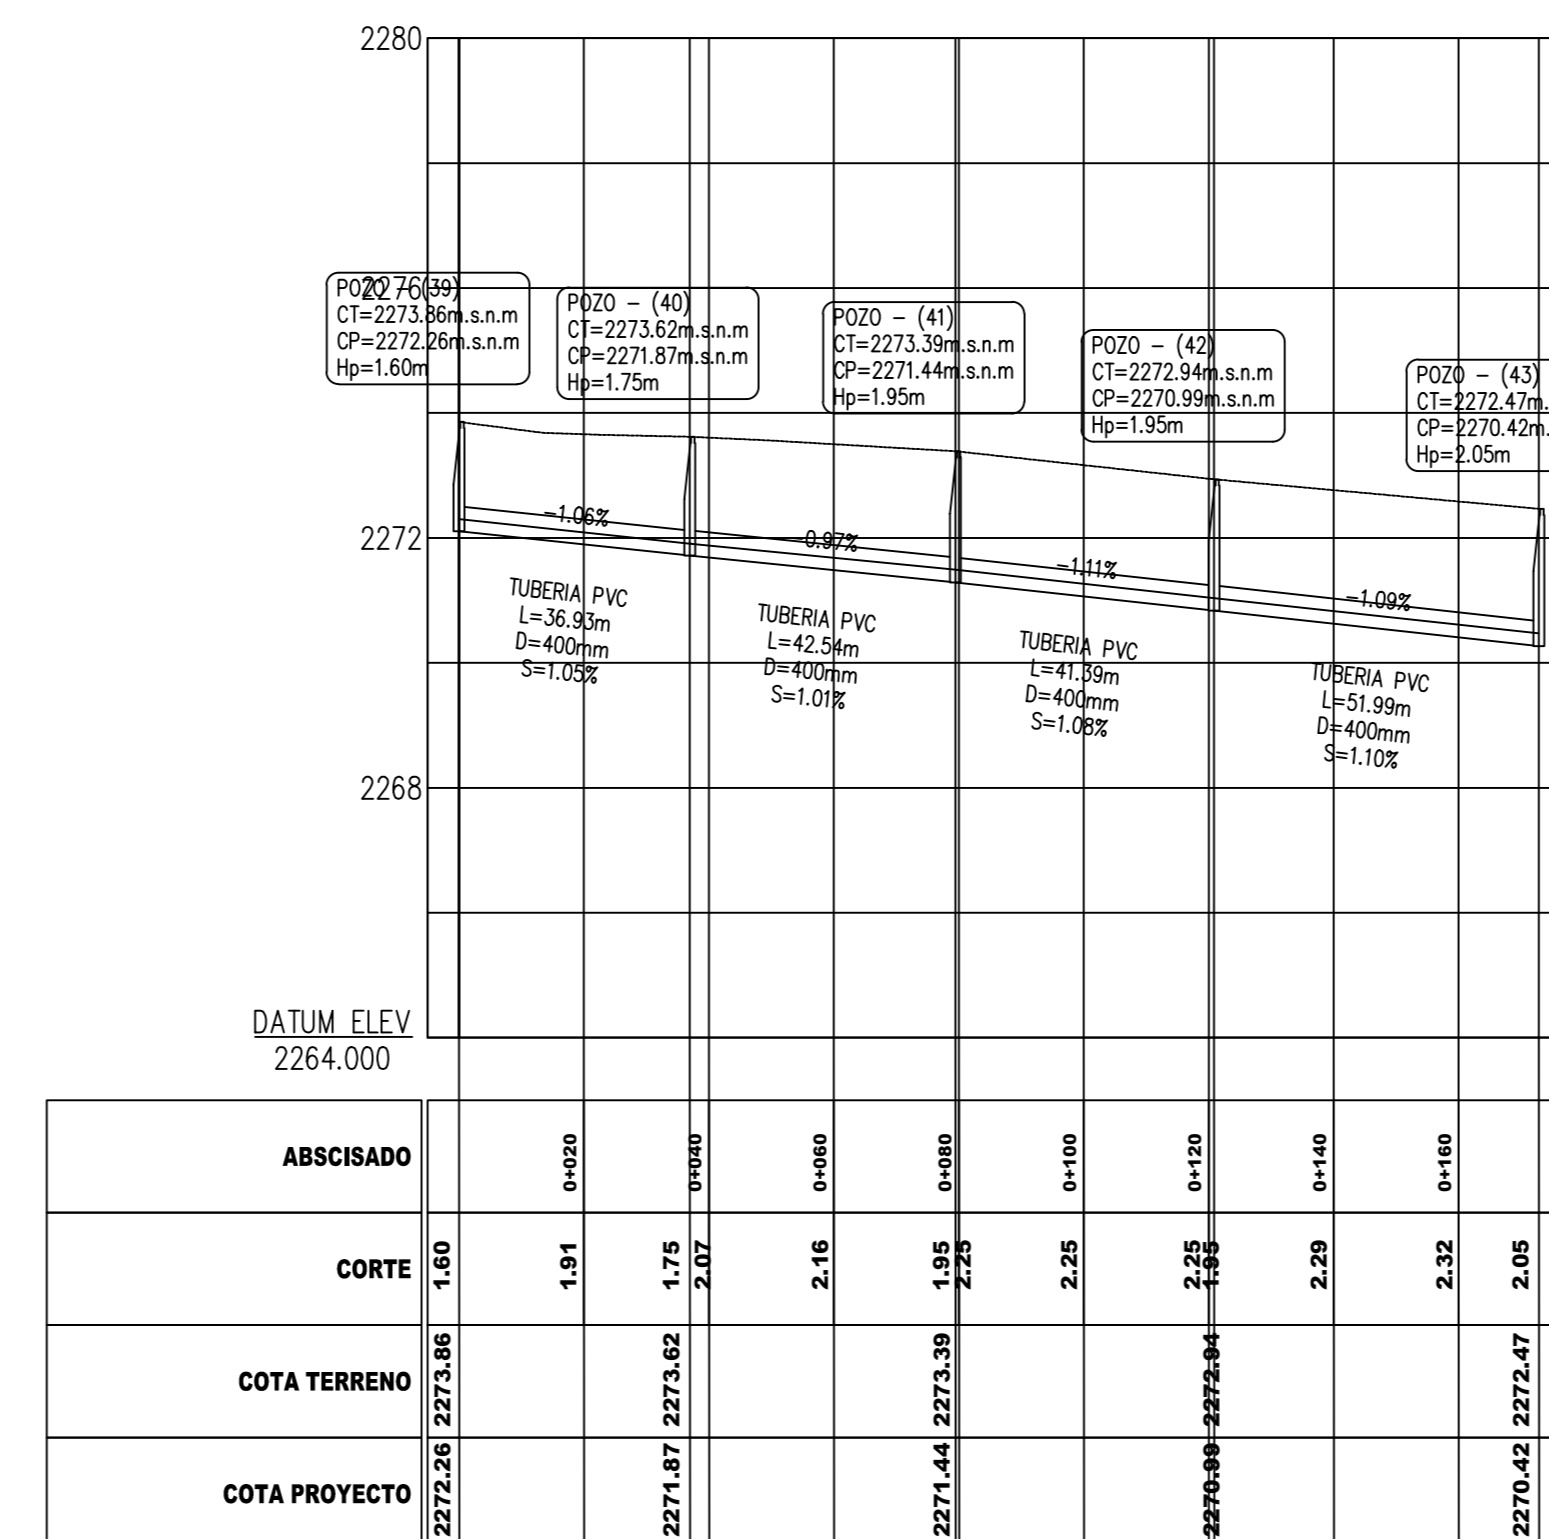 2280
2276
2272
2268
DATUM ELEV
2264.000
POZO - (39)
CT=2273.86m.s.n.m
CP=2272.26m.s.n.m
Hp=1.60m
POZO - (40)
CT=2273.62m.s.n.m
CP=2271.87m.s.n.m
Hp=1.75m
POZO - (41)
CT=2273.39m.s.n.m
CP=2271.44m.s.n.m
Hp=1.95m
POZO - (42)
CT=2272.94m.s.n.m
CP=2270.99m.s.n.m
Hp=1.95m
POZO - (43)
CT=2272.47m.
CP=2270.42m.
Hp=2.05m
-1.06%
-0.97%
-1.11%
-1.09%
TUBERIA PVC
L=36.93m
D=400mm
S=1.05%
TUBERIA PVC
L=42.54m
D=400mm
S=1.01%
TUBERIA PVC
L=41.39m
D=400mm
S=1.08%
TUBERIA PVC
L=51.99m
D=400mm
S=1.10%
ABSCISADO 0+020 0+040 0+060 0+080 0+100 0+120 0+140 0+160
CORTE 1.60 1.91 1.75 2.07 2.16 1.95 2.25 2.25 2.25 1.95 2.29 2.32 2.05
COTA TERRENO 2273.86 2273.62 2273.39 2272.94 2272.47
COTA PROYECTO 2272.26 2271.87 2271.44 2270.99 2270.42